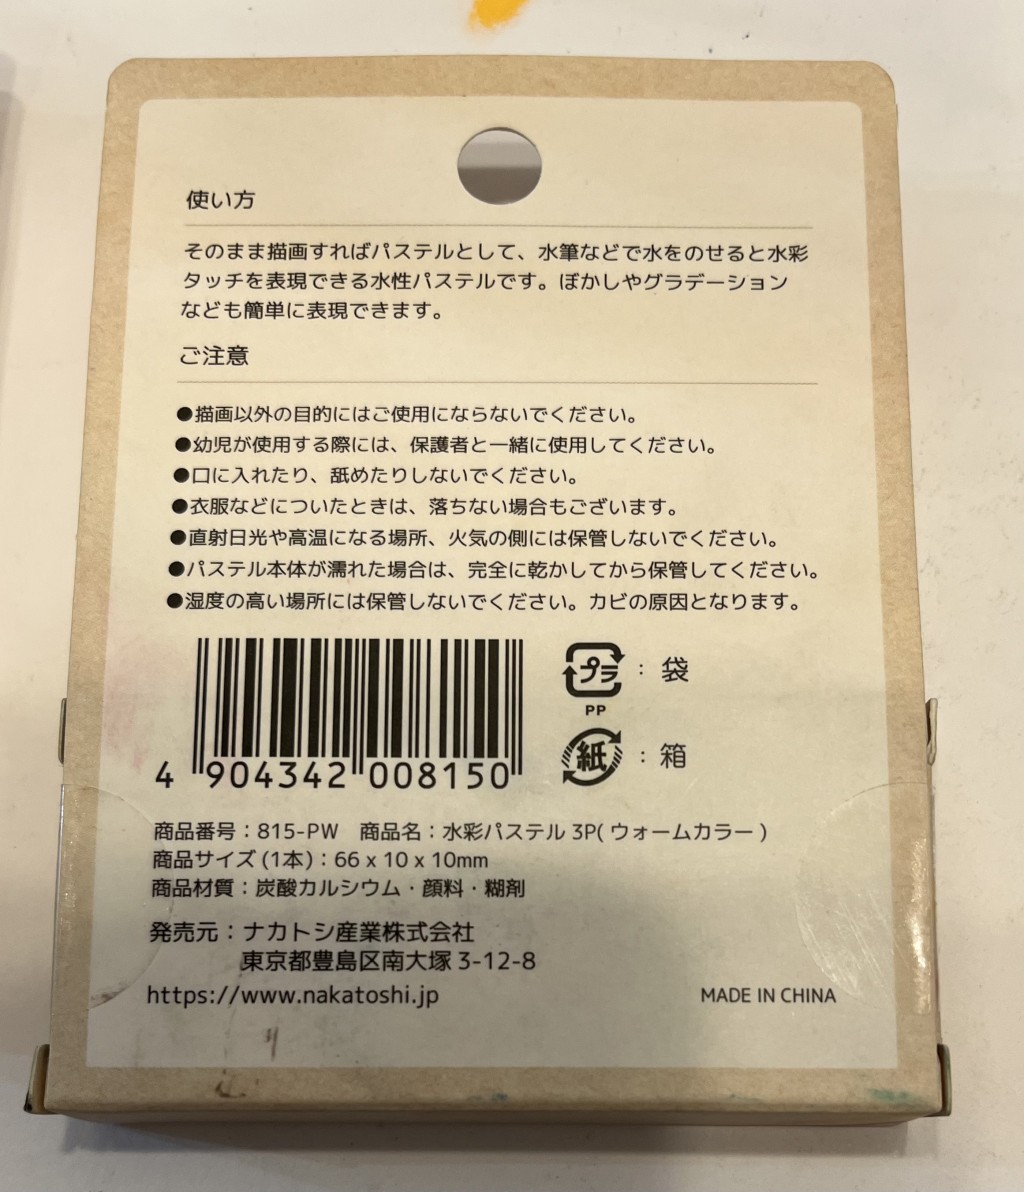 使い方
そのまま描画すればパステルとして、水筆などで水をのせると水彩
タッチを表現できる水性パステルです。ぼかしやグラデーション
なども簡単に表現できます。
ご注意
●描画以外の目的にはご使用にならないでください。
●幼児が使用する際には、保護者と一緒に使用してください。
●口に入れたり、舐めたりしないでください。
●衣服などについたときは、落ちない場合もございます。
●直射日光や高温になる場所、火気の側には保管しないでください。
●パステル本体が濡れた場合は、完全に乾かしてから保管してください。
●湿度の高い場所には保管しないでください。カビの原因となります。
プラ : 袋
PP
紙 : 箱
4 904342 008150
商品番号：815-PW 商品名：水彩パステル 3P( ウォームカラー )
商品サイズ (1本)：66 x 10 x 10mm
商品材質：炭酸カルシウム・顔料・糊剤
発売元：ナカトシ産業株式会社
東京都豊島区南大塚 3-12-8
https://www.nakatoshi.jp
MADE IN CHINA